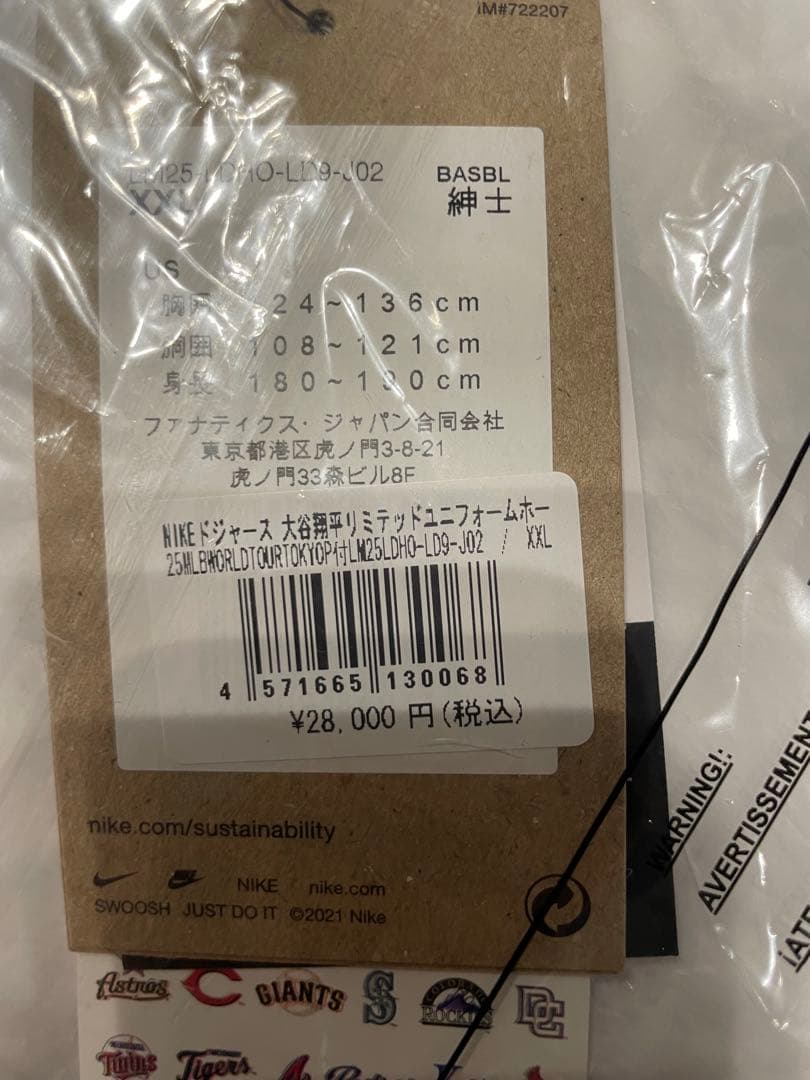 IM#722207
LM25-LDHO-LD9-J02 BASBL
XXL 紳士
US
胸囲 124~136cm
胴囲 108~121cm
身長 180~190cm
ファナティクス・ジャパン合同会社
東京都港区虎ノ門3-8-21
虎ノ門33森ビル8F
NIKEドジャース 大谷翔平リミテッドユニフォームホー
25MLBWORLDTOURTOKYOP付LM25LDHO-LD9-J02 / XXL
4 571665 130068
¥28,000 円(税込)
nike.com/sustainability
NIKE nike.com
SWOOSH JUST DO IT ©2021 Nike
WARNING!:
AVERTISSEMENT
Astros C GIANTS S COLORADO ROCKIES DC
Twins Tigers A